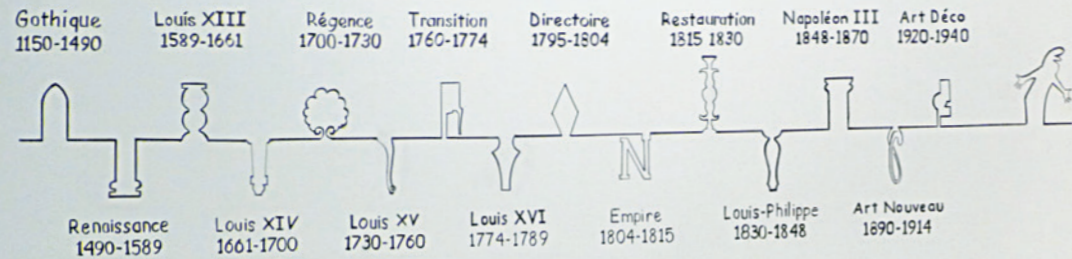 Gothique
1150-1490
Louis XIII
1589-1661
Régence
1700-1730
Transition
1760-1774
Directoire
1795-1804
Restauration
1815 1830
Napoléon III
1848-1870
Art Déco
1920-1940
N
Renaissance
1490-1589
Louis XIV
1661-1700
Louis XV
1730-1760
Louis XVI
1774-1789
Empire
1804-1815
Louis-Philippe
1830-1848
Art Nouveau
1890-1914